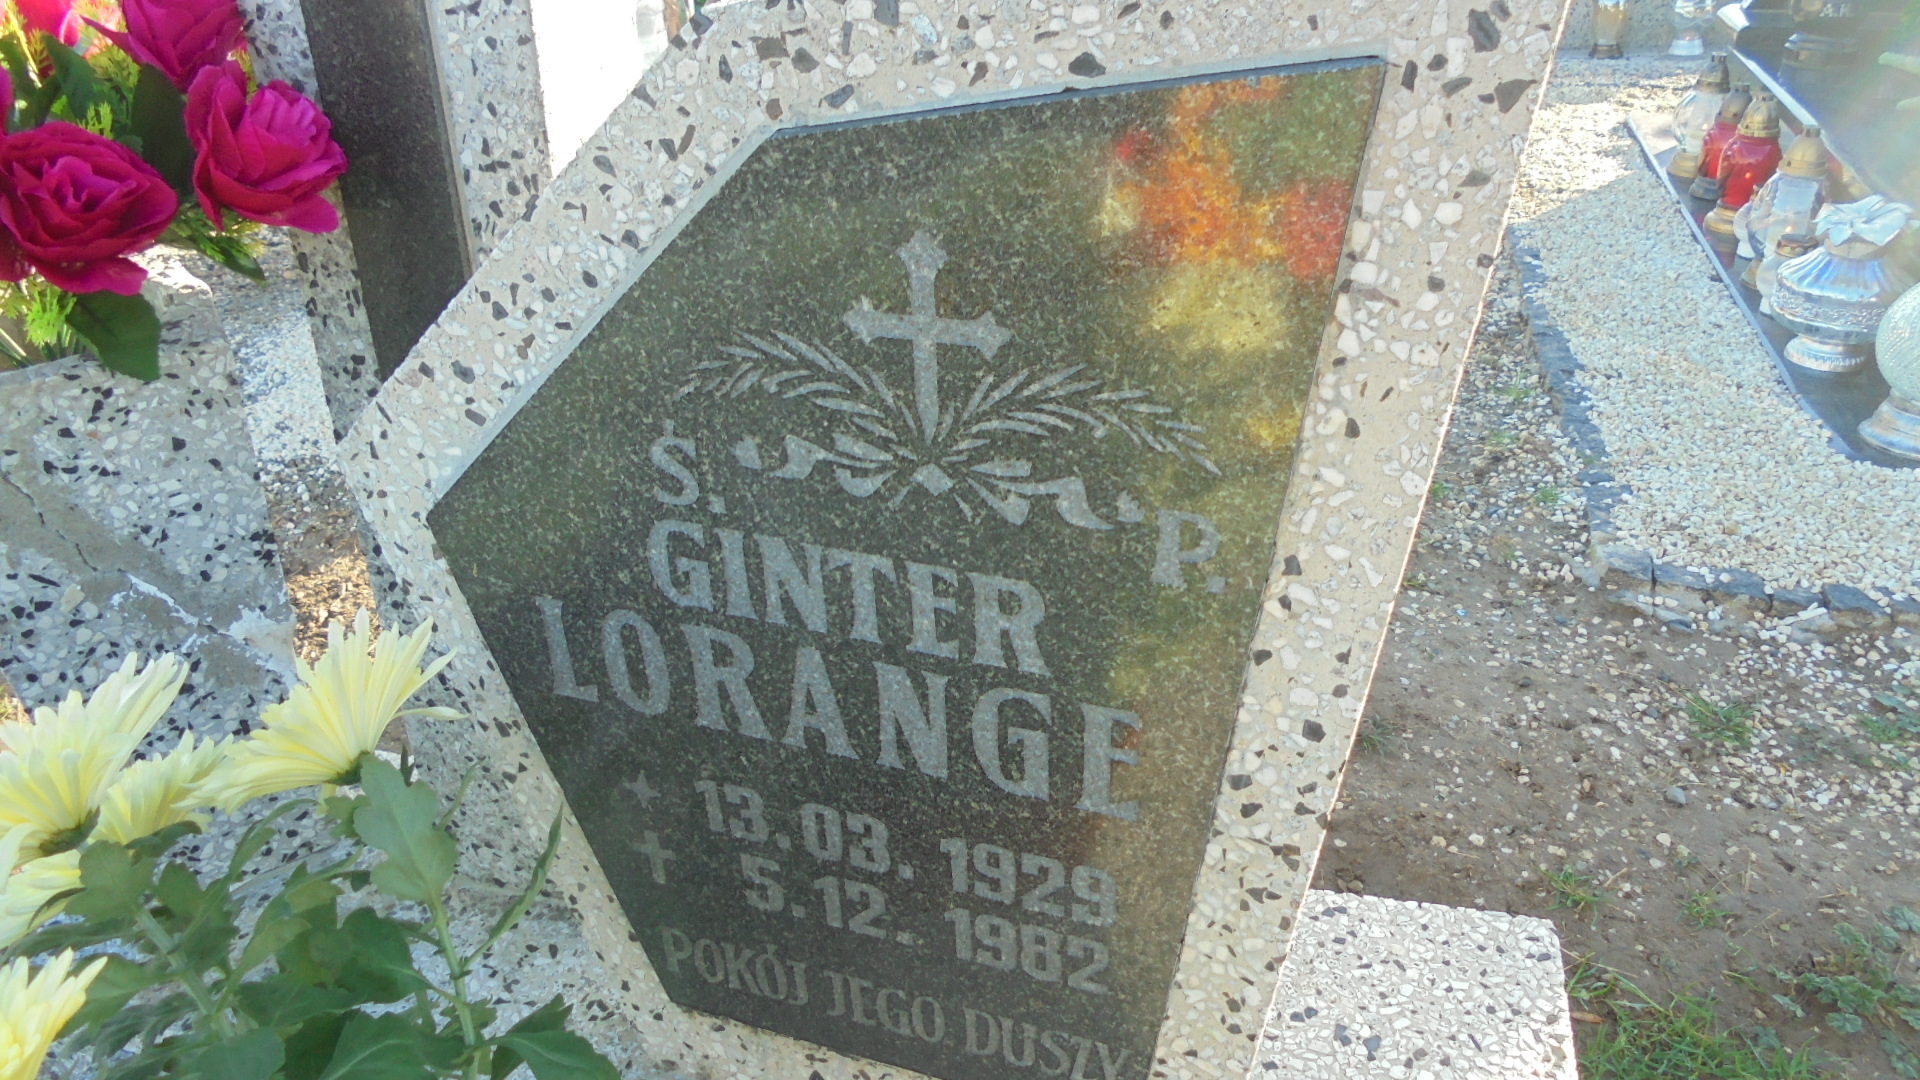 Ś. P.
GINTER
LORANGE
★ 13.03.1929
✝ 5.12.1982
POKÓJ JEGO DUSZY